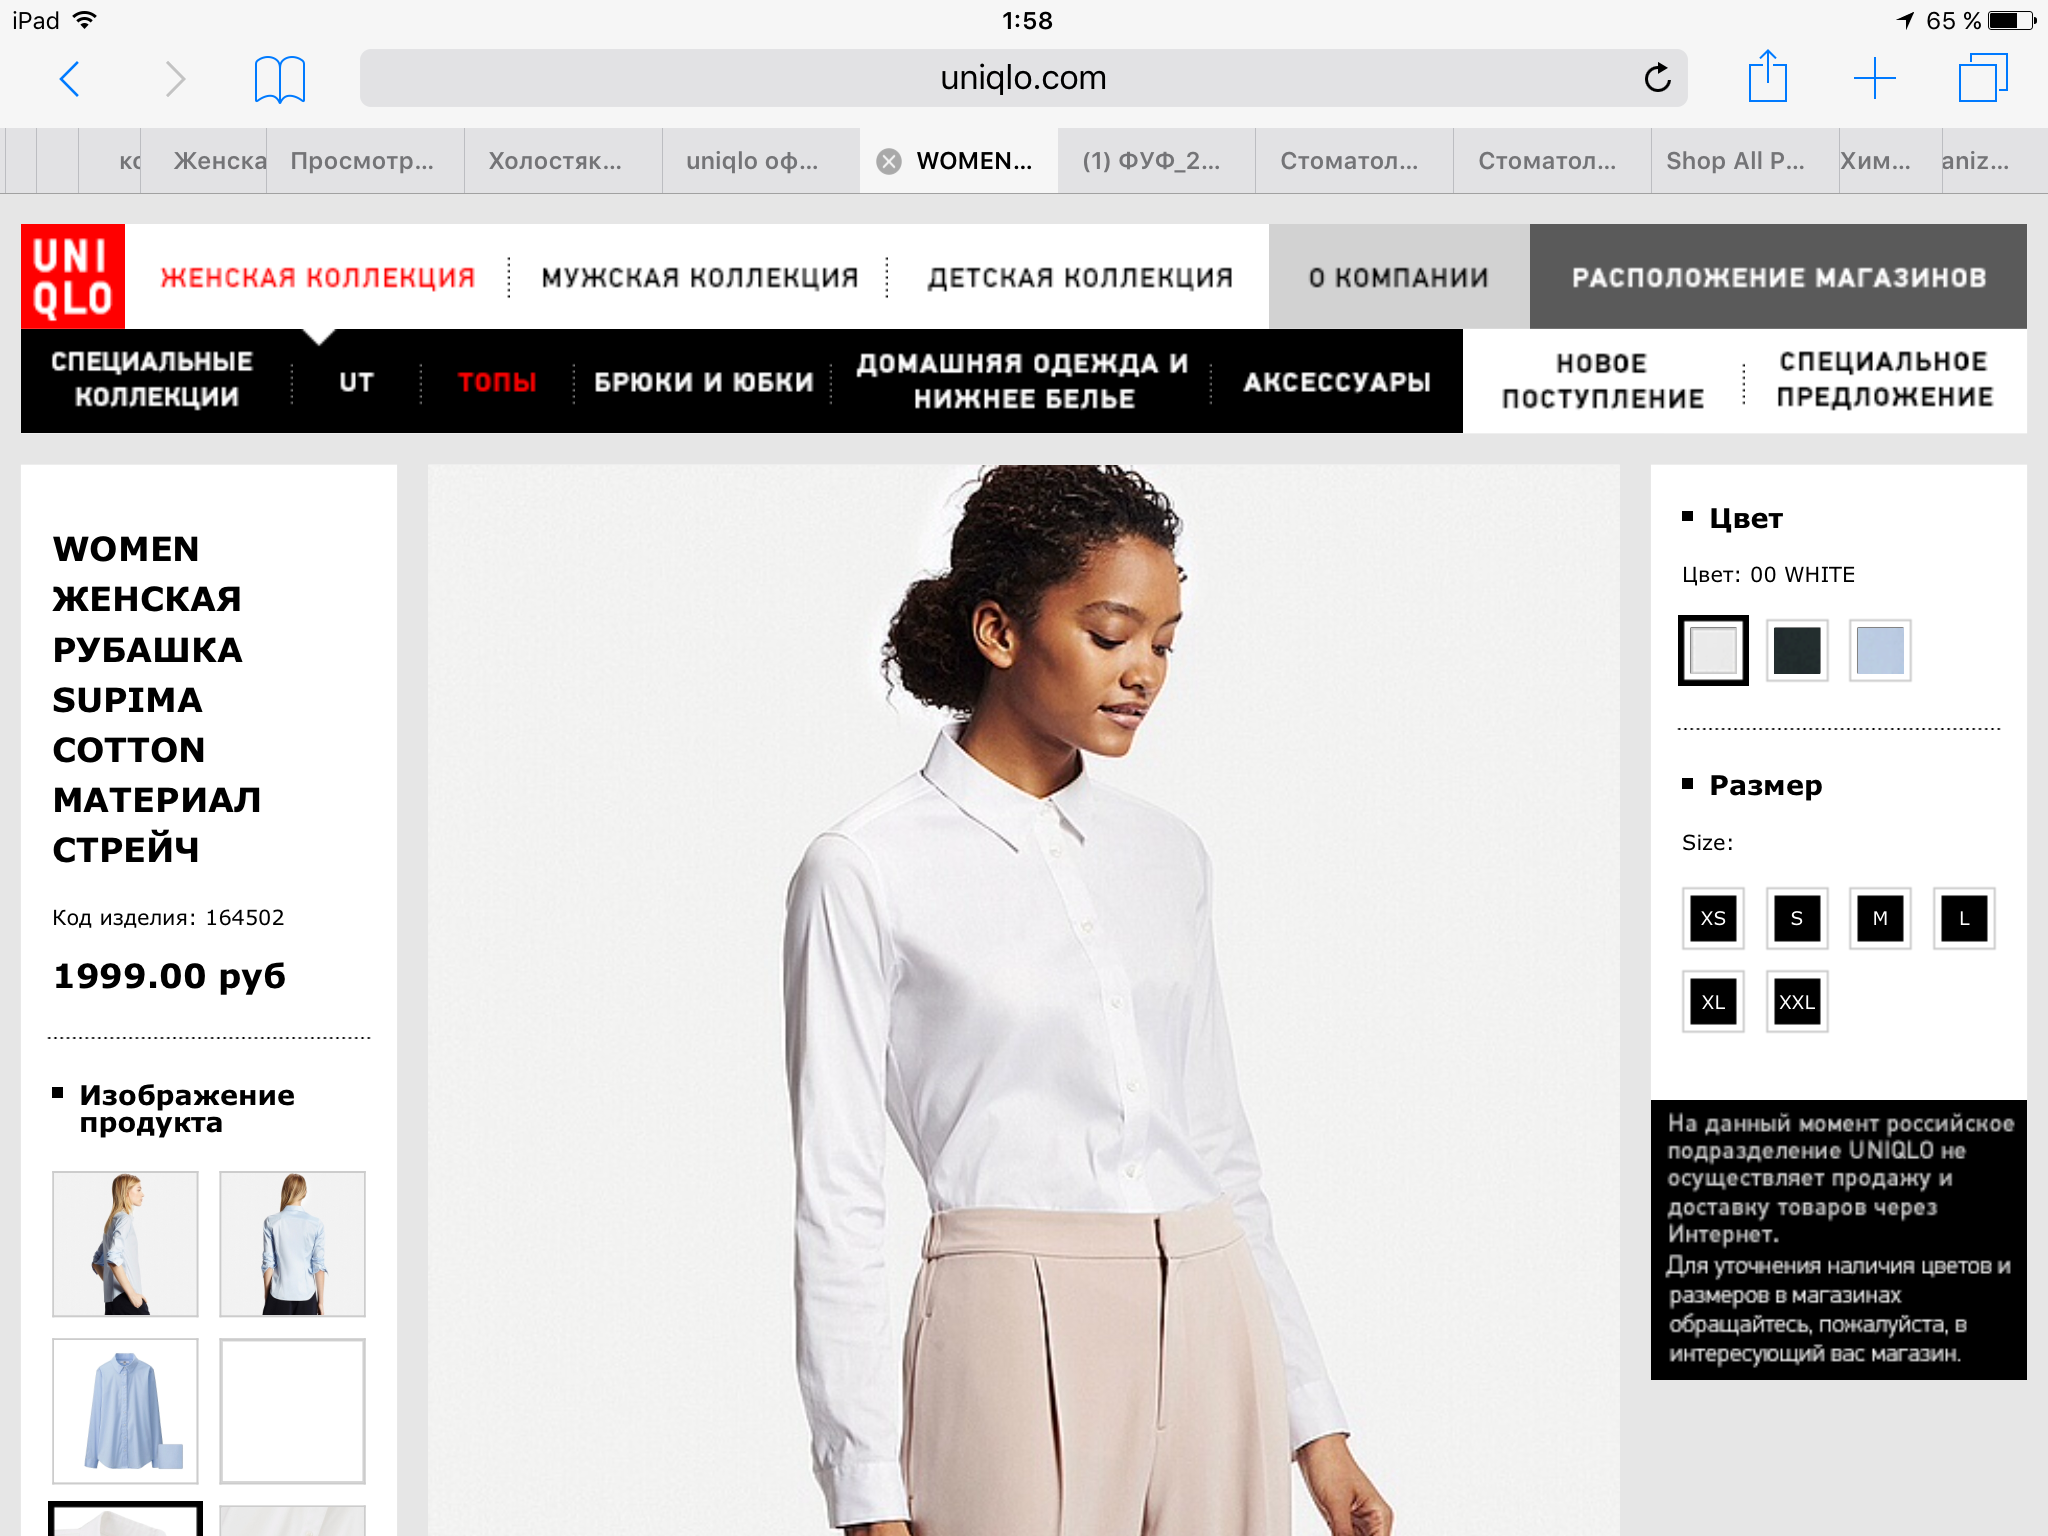 iPad
1:58
65 %
uniqlo.com
Женска
Просмотр...
Холостяк...
uniqlo оф...
WOMEN...
(1) ФУФ_2...
Стоматол...
Стоматол...
Shop All P...
Хим...
aniz...
UNI
QLO
ЖЕНСКАЯ КОЛЛЕКЦИЯ
МУЖСКАЯ КОЛЛЕКЦИЯ
ДЕТСКАЯ КОЛЛЕКЦИЯ
О КОМПАНИИ
РАСПОЛОЖЕНИЕ МАГАЗИНОВ
СПЕЦИАЛЬНЫЕ
КОЛЛЕКЦИИ
UT
ТОПЫ
БРЮКИ И ЮБКИ
ДОМАШНЯЯ ОДЕЖДА И
НИЖНЕЕ БЕЛЬЕ
АКСЕССУАРЫ
НОВОЕ
ПОСТУПЛЕНИЕ
СПЕЦИАЛЬНОЕ
ПРЕДЛОЖЕНИЕ
WOMEN
ЖЕНСКАЯ
РУБАШКА
SUPIMA
COTTON
МАТЕРИАЛ
СТРЕЙЧ
Код изделия: 164502
1999.00 руб
Изображение
продукта
Цвет
Цвет: 00 WHITE
Размер
Size:
XS S M L
XL XXL
На данный момент российское
подразделение UNIQLO не
осуществляет продажу и
доставку товаров через
Интернет.
Для уточнения наличия цветов и
размеров в магазинах
обращайтесь, пожалуйста, в
интересующий вас магазин.